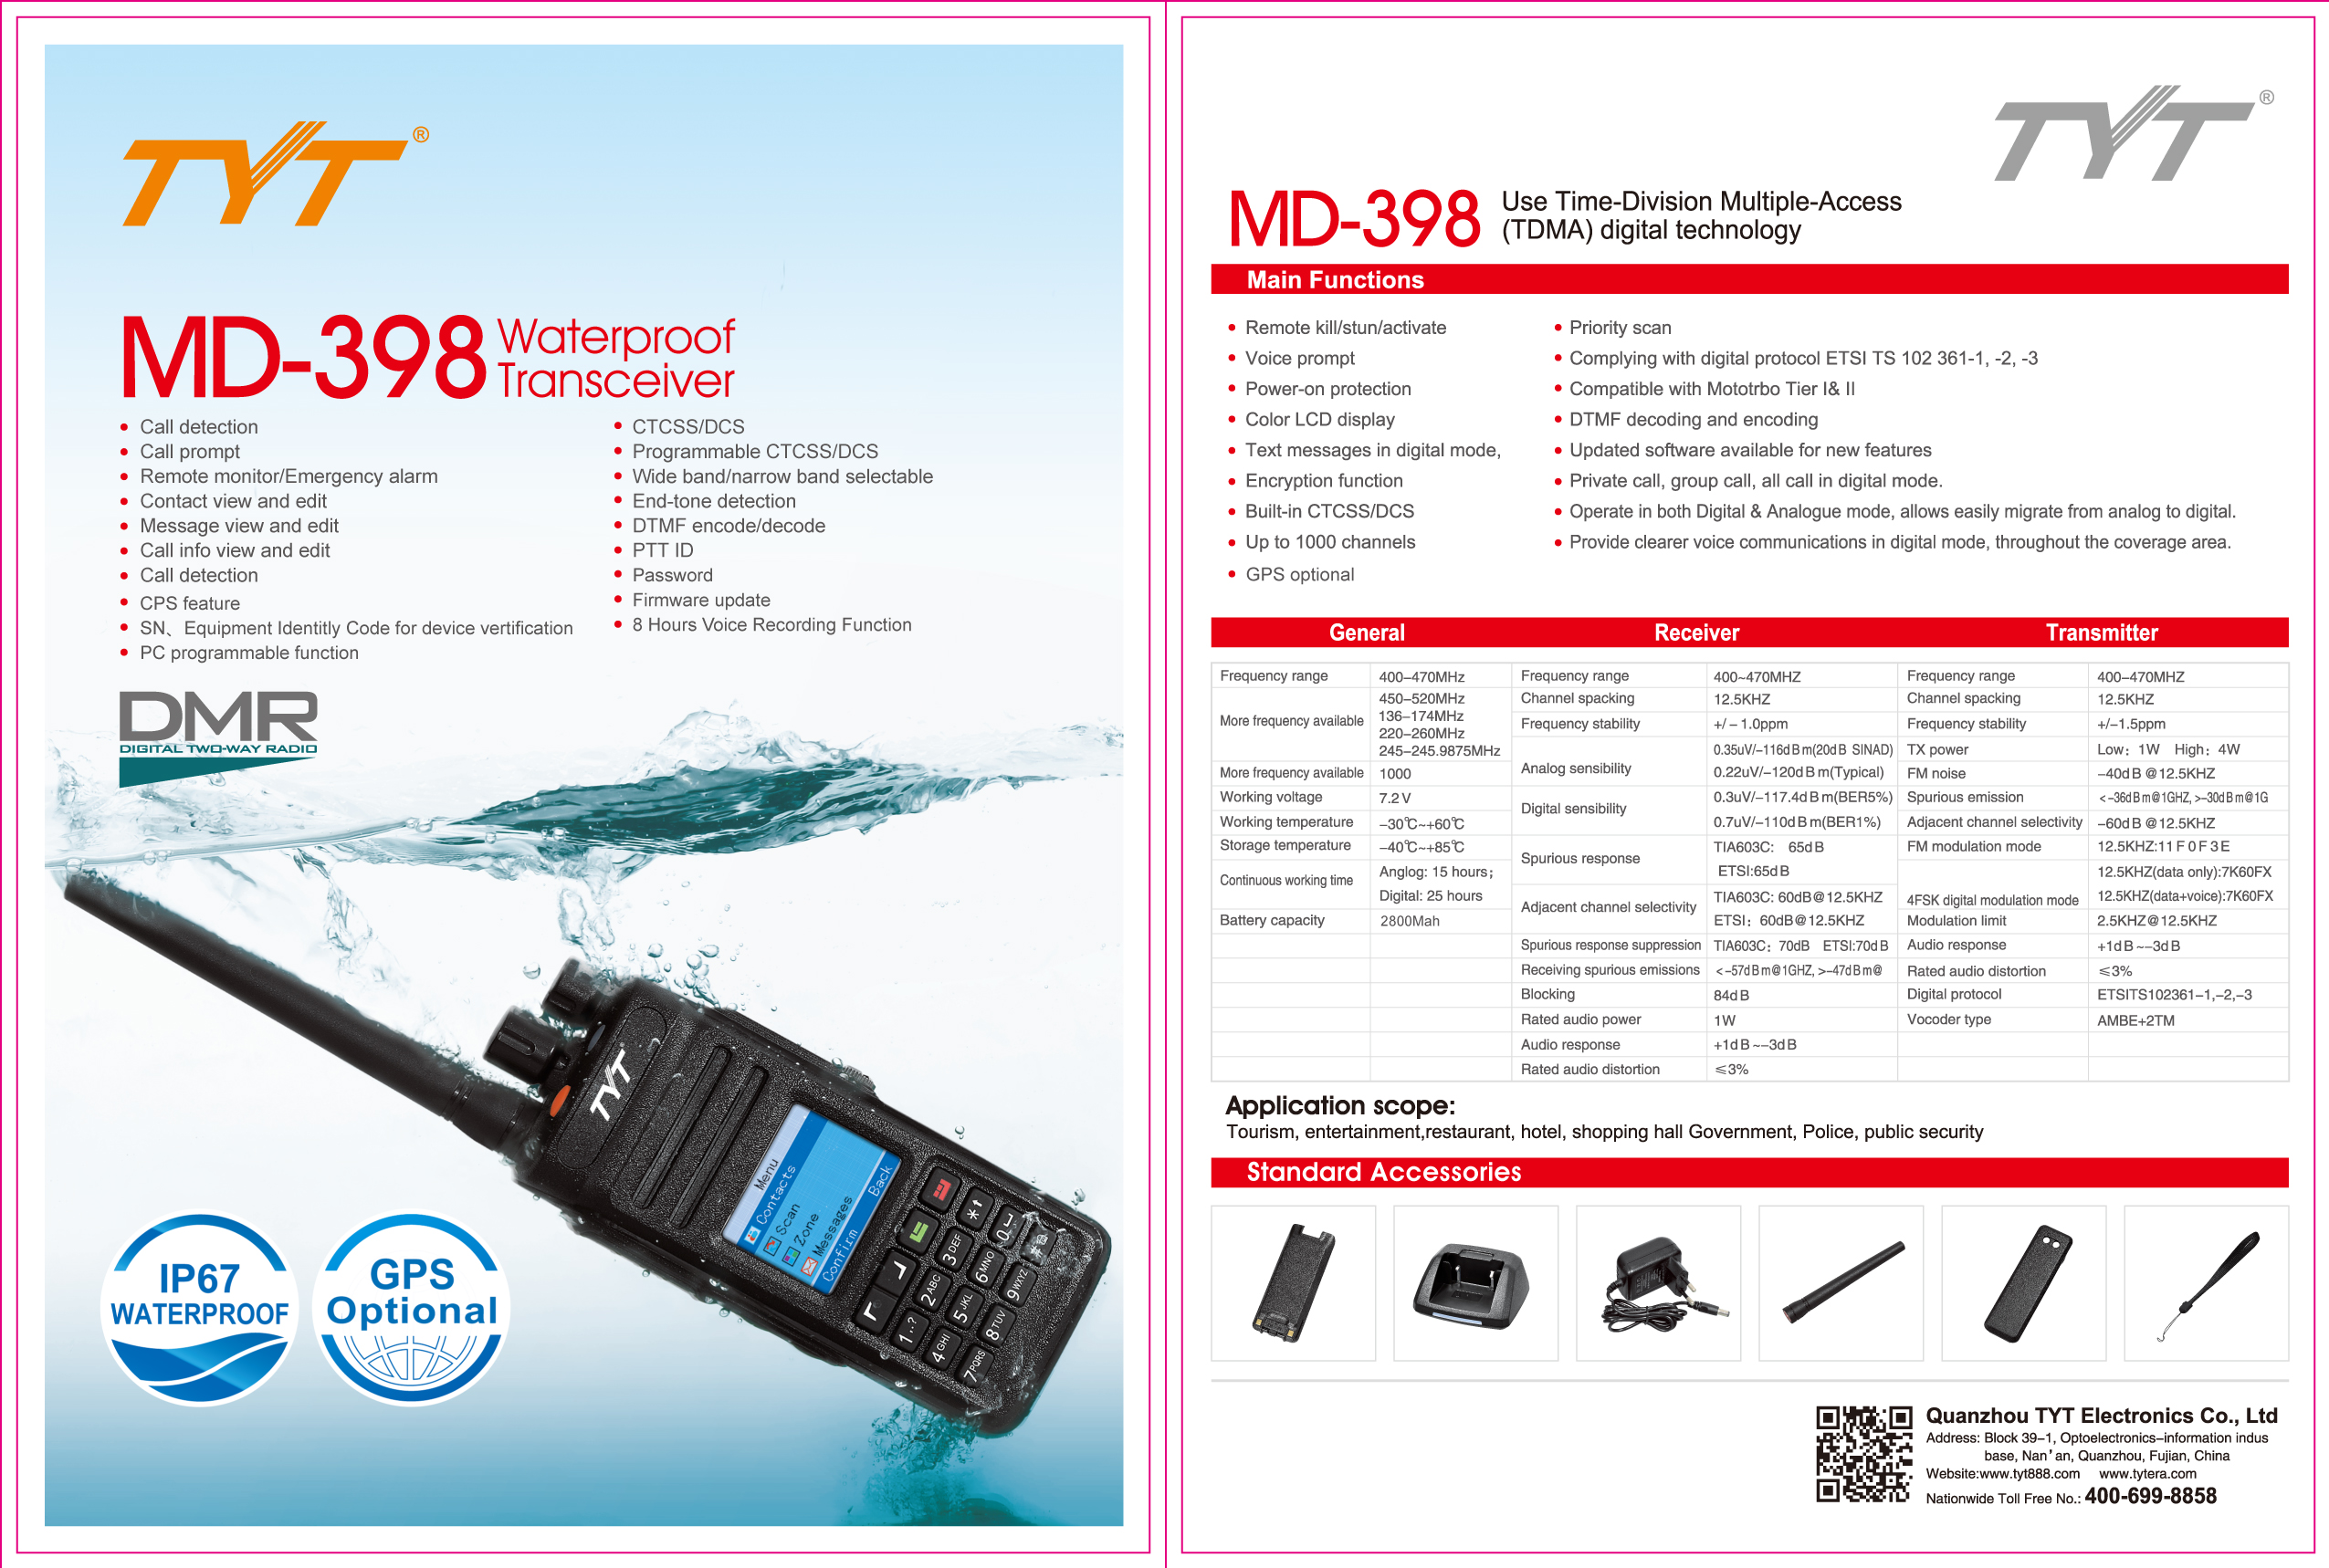 TYT®
MD-398 Waterproof
Transceiver
Call detection
Call prompt
Remote monitor/Emergency alarm
Contact view and edit
Message view and edit
Call info view and edit
Call detection
CPS feature
SN、Equipment Identitly Code for device vertification
PC programmable function
CTCSS/DCS
Programmable CTCSS/DCS
Wide band/narrow band selectable
End-tone detection
DTMF encode/decode
PTT ID
Password
Firmware update
8 Hours Voice Recording Function
DMR
DIGITAL TWO-WAY RADIO
TYT
Menu
Contacts
Scan
Zone
Messages
Confirm Back
1.,?
2ABC
3DEF
*
4GHI
5JKL
6MNO
0
7PQRS
8TUV
9WXYZ
#
IP67
WATERPROOF
GPS
Optional
TYT®
MD-398 Use Time-Division Multiple-Access
(TDMA) digital technology
Main Functions
Remote kill/stun/activate
Voice prompt
Power-on protection
Color LCD display
Text messages in digital mode,
Encryption function
Built-in CTCSS/DCS
Up to 1000 channels
GPS optional
Priority scan
Complying with digital protocol ETSI TS 102 361-1, -2, -3
Compatible with Mototrbo Tier I& II
DTMF decoding and encoding
Updated software available for new features
Private call, group call, all call in digital mode.
Operate in both Digital & Analogue mode, allows easily migrate from analog to digital.
Provide clearer voice communications in digital mode, throughout the coverage area.
General Receiver Transmitter
Frequency range 400–470MHz
More frequency available 450–520MHz
136–174MHz
220–260MHz
245–245.9875MHz
More frequency available 1000
Working voltage 7.2V
Working temperature –30℃~+60℃
Storage temperature –40℃~+85℃
Continuous working time Anglog: 15 hours;
Digital: 25 hours
Battery capacity 2800Mah
Frequency range 400~470MHZ
Channel spacking 12.5KHZ
Frequency stability +/–1.0ppm
Analog sensibility 0.35uV/–116dBm(20dB SINAD)
0.22uV/–120dBm(Typical)
Digital sensibility 0.3uV/–117.4dBm(BER5%)
0.7uV/–110dBm(BER1%)
Spurious response TIA603C: 65dB
ETSI:65dB
Adjacent channel selectivity TIA603C: 60dB@12.5KHZ
ETSI: 60dB@12.5KHZ
Spurious response suppression TIA603C: 70dB ETSI:70dB
Receiving spurious emissions <–57dBm@1GHZ, >–47dBm@
Blocking 84dB
Rated audio power 1W
Audio response +1dB~–3dB
Rated audio distortion ≤3%
Frequency range 400–470MHZ
Channel spacking 12.5KHZ
Frequency stability +/–1.5ppm
TX power Low: 1W High: 4W
FM noise –40dB@12.5KHZ
Spurious emission <–36dBm@1GHZ, >–30dBm@1G
Adjacent channel selectivity –60dB@12.5KHZ
FM modulation mode 12.5KHZ:11F0F3E
4FSK digital modulation mode 12.5KHZ(data only):7K60FX
12.5KHZ(data+voice):7K60FX
Modulation limit 2.5KHZ@12.5KHZ
Audio response +1dB~–3dB
Rated audio distortion ≤3%
Digital protocol ETSITS102361–1,–2,–3
Vocoder type AMBE+2TM
Application scope:
Tourism, entertainment,restaurant, hotel, shopping hall Government, Police, public security
Standard Accessories
Quanzhou TYT Electronics Co., Ltd
Address: Block 39–1, Optoelectronics–information indus
base, Nan'an, Quanzhou, Fujian, China
Website:www.tyt888.com www.tytera.com
Nationwide Toll Free No.: 400-699-8858